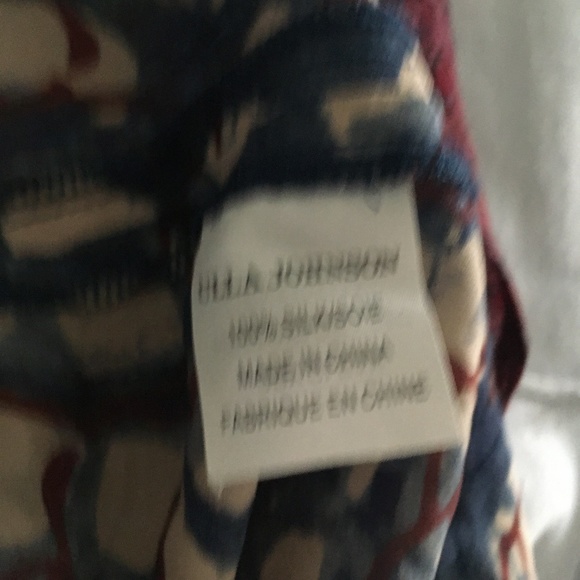 ULLA JOHNSON
100% SILK/SOIE
MADE IN CHINA
FABRIQUE EN CHINE